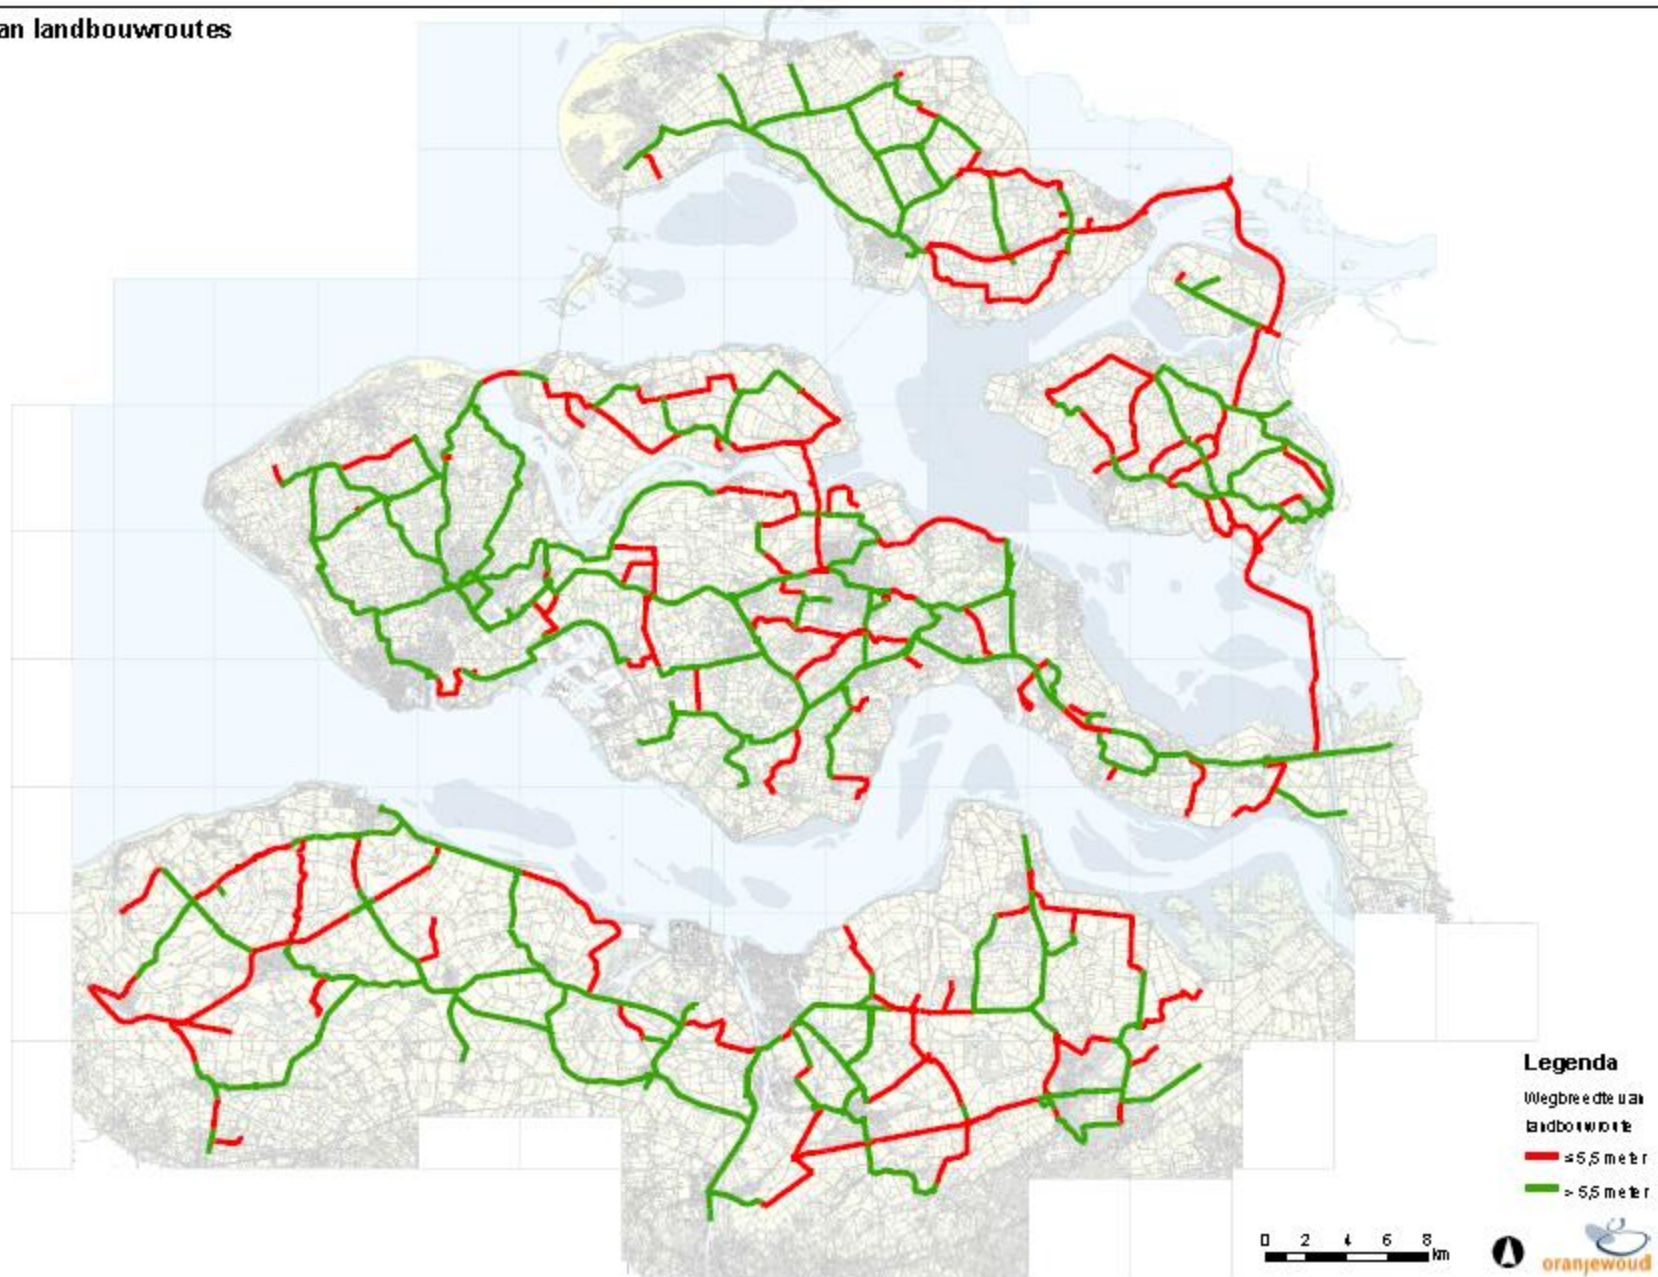 an landbouwroutes
Legenda
Wegbreedte van
landbouwroute
≤ 5,5 meter
> 5,5 meter
0 2 4 6 8
km
oranjewoud